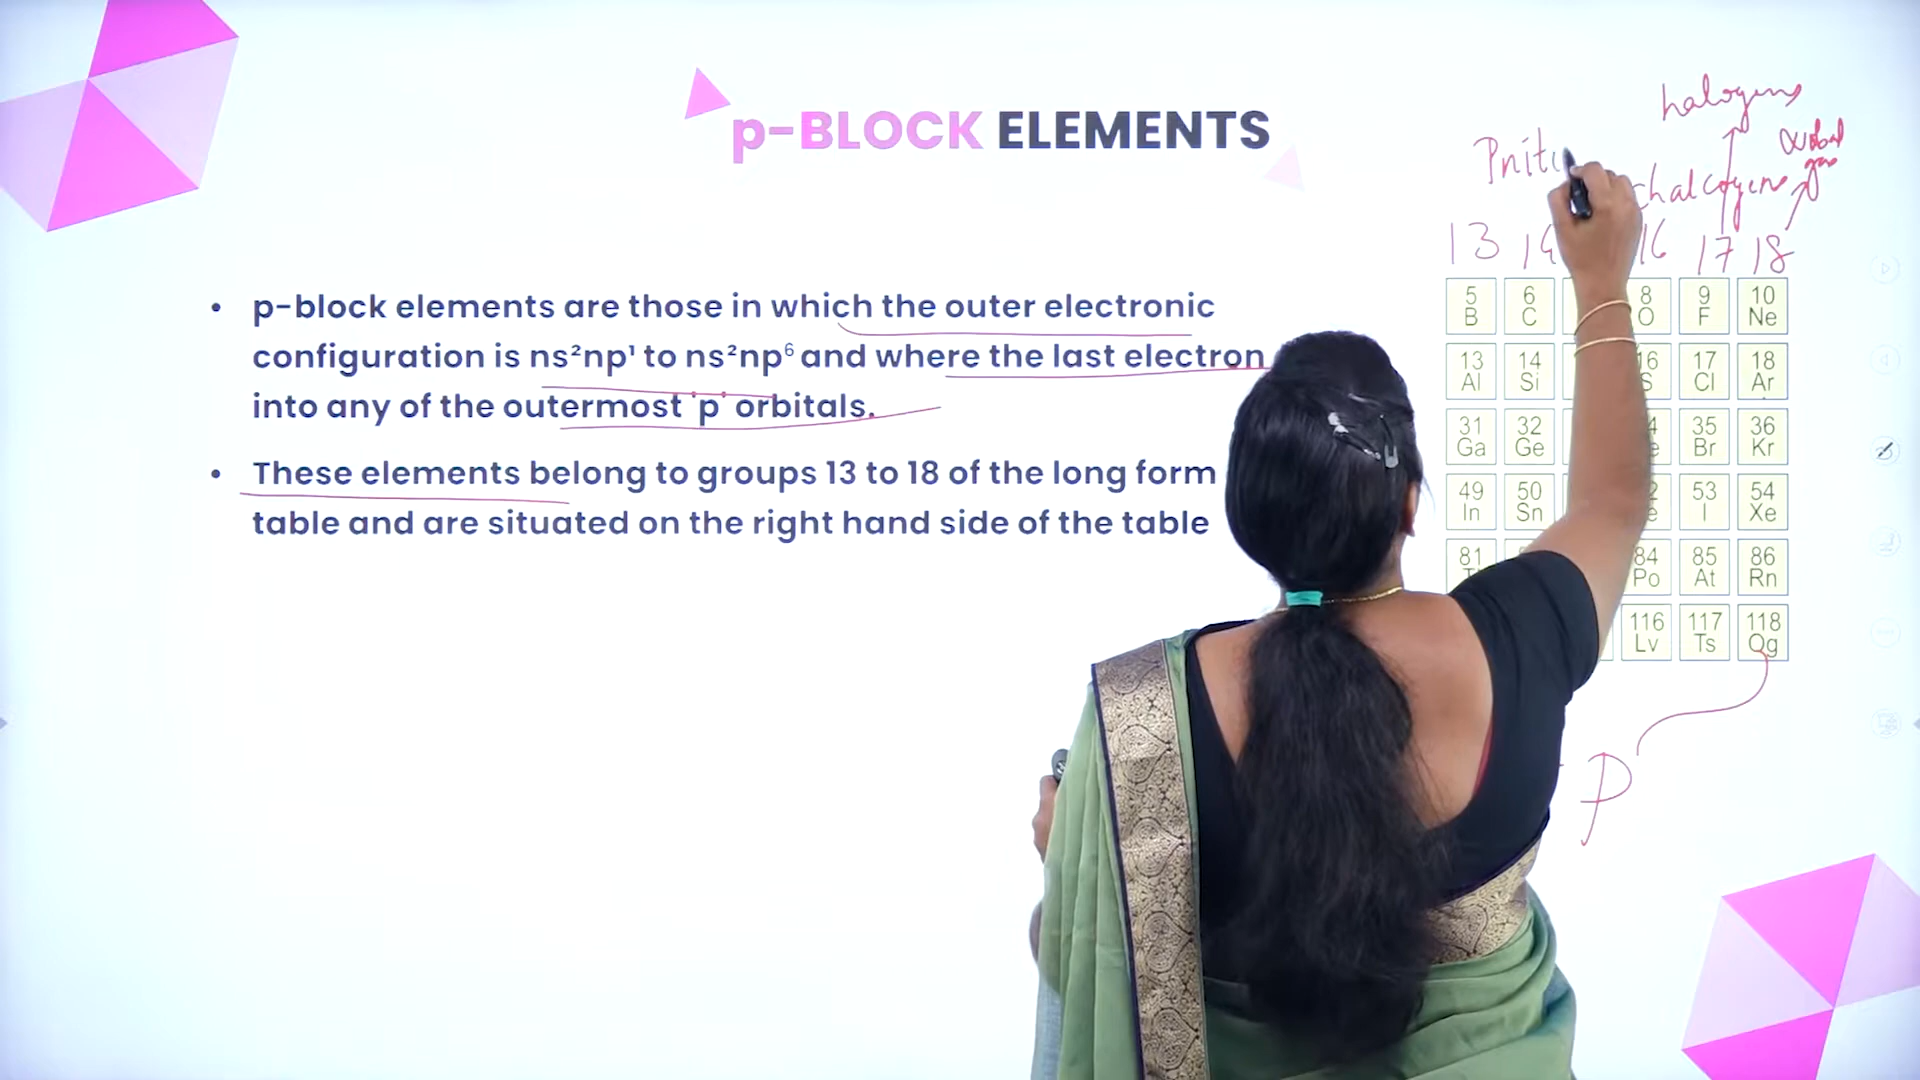 p-BLOCK ELEMENTS
halogens
Pnit
chalcogens
13 14 16 17 18
• p-block elements are those in which the outer electronic
configuration is ns²np¹ to ns²np⁶ and where the last electron
into any of the outermost 'p' orbitals.
• These elements belong to groups 13 to 18 of the long form
table and are situated on the right hand side of the table
5 6 8 9 10
B C O F Ne
13 14 16 17 18
Al Si S Cl Ar
31 32 35 36
Ga Ge Br Kr
49 50 53 54
In Sn I Xe
81 84 85 86
Po At Rn
116 117 118
Lv Ts Og
P